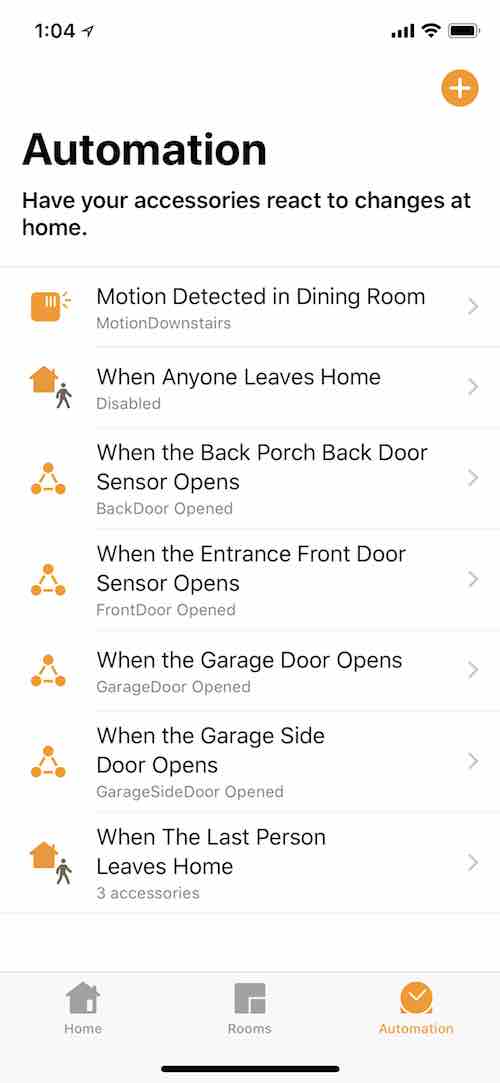 1:04
Automation
Have your accessories react to changes at
home.
Motion Detected in Dining Room
MotionDownstairs
When Anyone Leaves Home
Disabled
When the Back Porch Back Door
Sensor Opens
BackDoor Opened
When the Entrance Front Door
Sensor Opens
FrontDoor Opened
When the Garage Door Opens
GarageDoor Opened
When the Garage Side
Door Opens
GarageSideDoor Opened
When The Last Person
Leaves Home
3 accessories
Home
Rooms
Automation